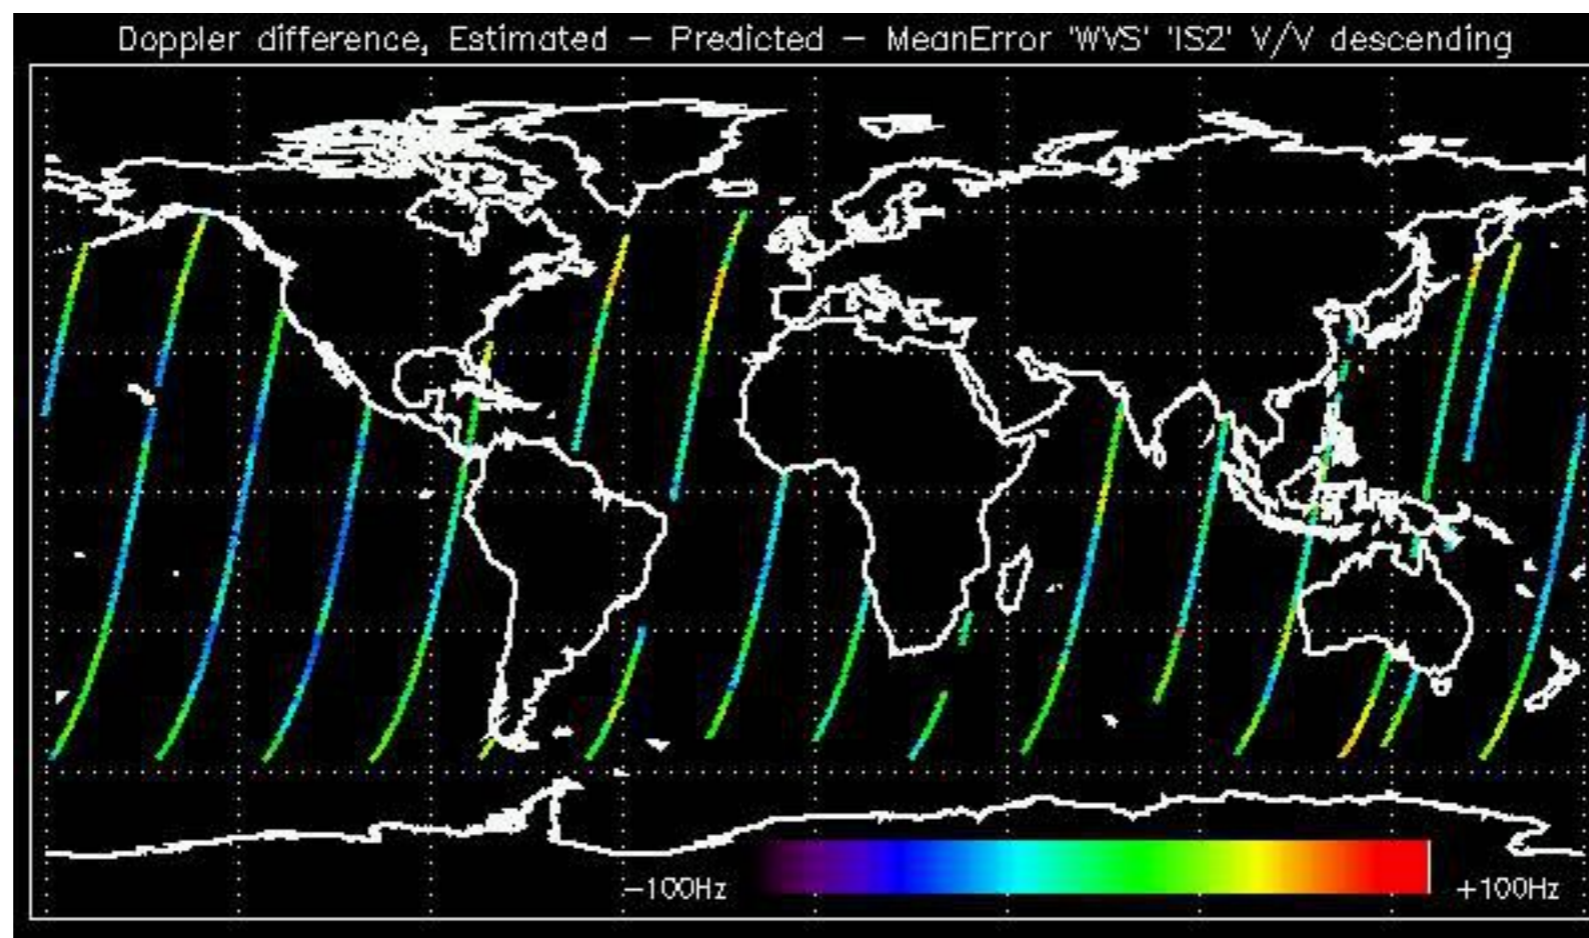 Doppler difference, Estimated – Predicted – MeanError 'WVS' 'IS2' V/V descending
–100Hz +100Hz